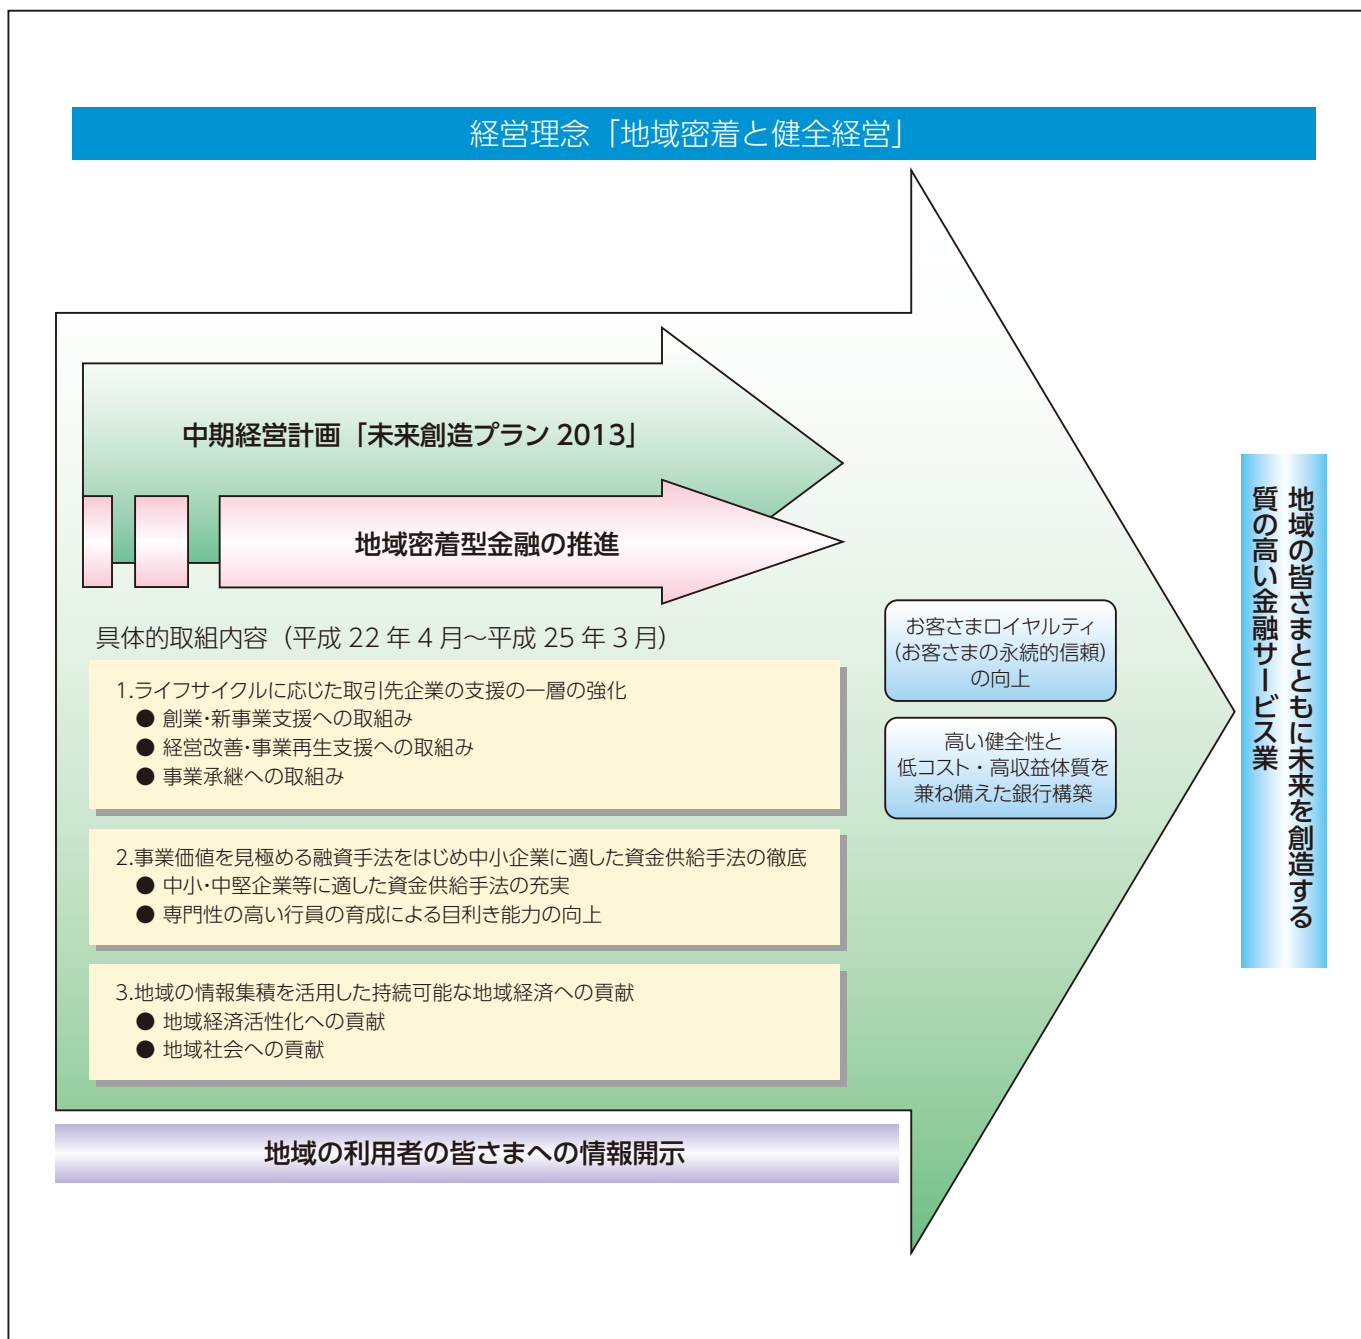 経営理念「地域密着と健全経営」
中期経営計画「未来創造プラン 2013」
地域密着型金融の推進
具体的取組内容（平成 22 年 4 月～平成 25 年 3 月）
1.ライフサイクルに応じた取引先企業の支援の一層の強化
● 創業・新事業支援への取組み
● 経営改善・事業再生支援への取組み
● 事業承継への取組み
2.事業価値を見極める融資手法をはじめ中小企業に適した資金供給手法の徹底
● 中小・中堅企業等に適した資金供給手法の充実
● 専門性の高い行員の育成による目利き能力の向上
3.地域の情報集積を活用した持続可能な地域経済への貢献
● 地域経済活性化への貢献
● 地域社会への貢献
お客さまロイヤルティ
(お客さまの永続的信頼)
の向上
高い健全性と
低コスト・高収益体質を
兼ね備えた銀行構築
地域の皆さまとともに未来を創造する
質の高い金融サービス業
地域の利用者の皆さまへの情報開示